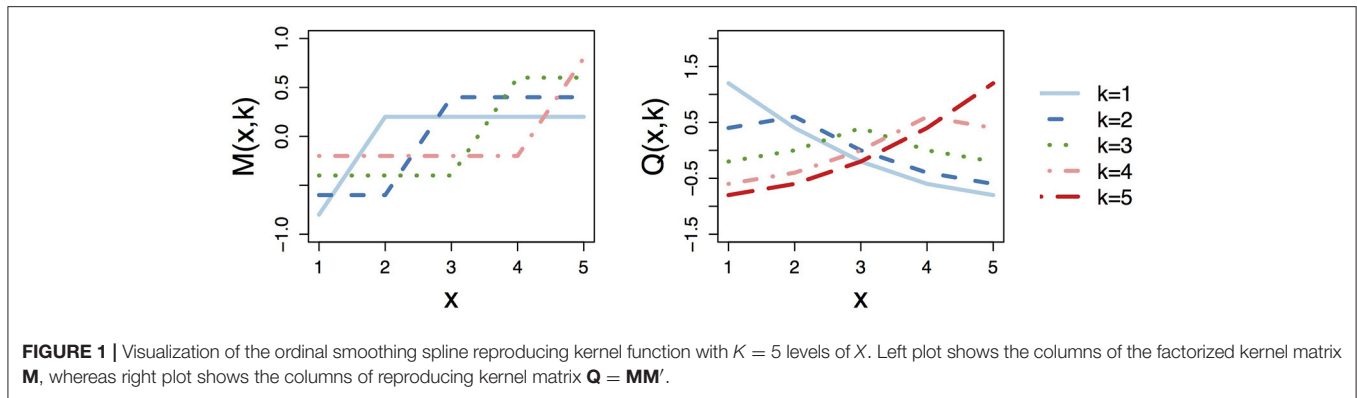 M(x,k)
1.0
0.5
0.0
−1.0
1 2 3 4 5
x
Q(x,k)
1.5
0.5
−0.5
−1.5
1 2 3 4 5
x
k=1
k=2
k=3
k=4
k=5
FIGURE 1 | Visualization of the ordinal smoothing spline reproducing kernel function with K = 5 levels of X. Left plot shows the columns of the factorized kernel matrix
M, whereas right plot shows the columns of reproducing kernel matrix Q = MM′.